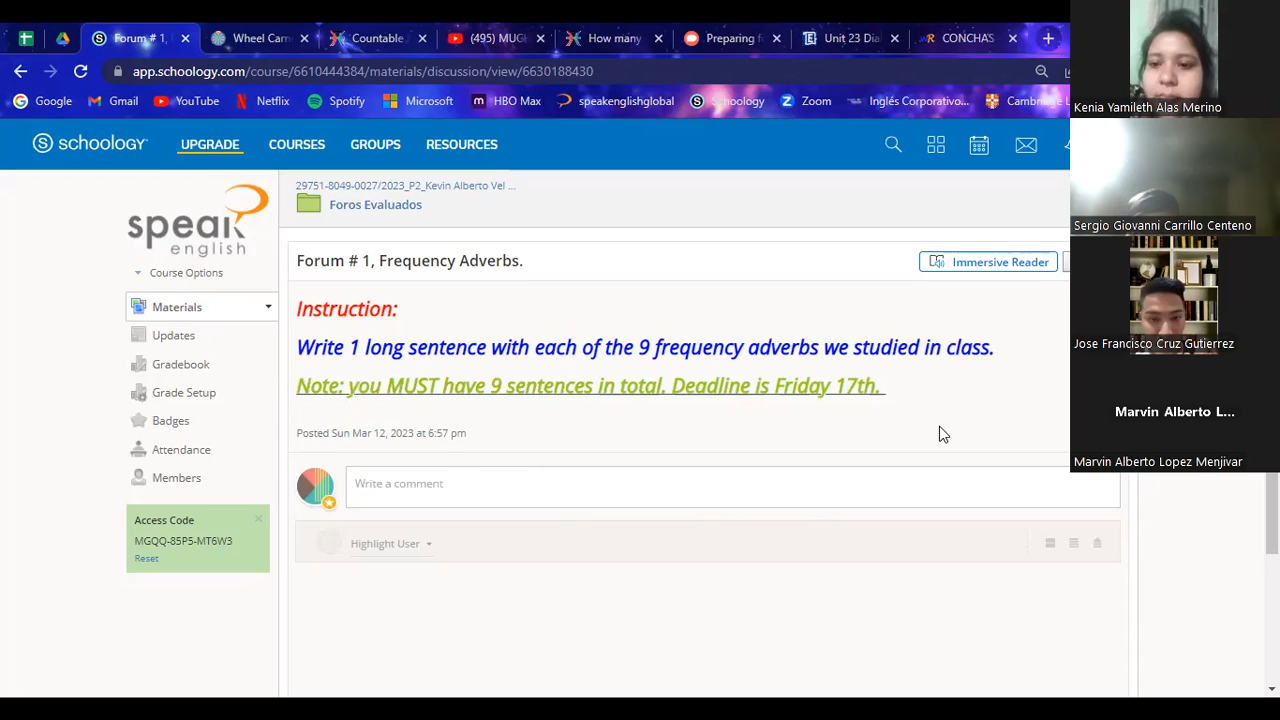 Forum # 1,
Wheel Carn
Countable
(495) MUG
How many
Preparing f
Unit 23 Dia
CONCHA'S
app.schoology.com/course/6610444384/materials/discussion/view/6630188430
Google
Gmail
YouTube
Netflix
Spotify
Microsoft
HBO Max
speakenglishglobal
Schoology
Zoom
Inglés Corporativo...
Cambridge L
schoology
UPGRADE
COURSES
GROUPS
RESOURCES
speak
english
Course Options
Materials
Updates
Gradebook
Grade Setup
Badges
Attendance
Members
Access Code
MGQQ-85P5-MT6W3
Reset
29751-8049-0027/2023_P2_Kevin Alberto Vel ...
Foros Evaluados
Forum # 1, Frequency Adverbs.
Immersive Reader
Instruction:
Write 1 long sentence with each of the 9 frequency adverbs we studied in class.
Note: you MUST have 9 sentences in total. Deadline is Friday 17th.
Posted Sun Mar 12, 2023 at 6:57 pm
Write a comment
Highlight User
Kenia Yamileth Alas Merino
Sergio Giovanni Carrillo Centeno
Jose Francisco Cruz Gutierrez
Marvin Alberto L...
Marvin Alberto Lopez Menjivar